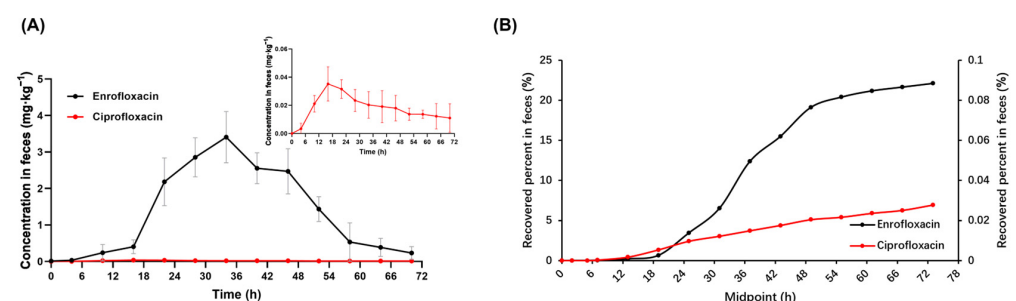 (A)
Concentration in feces (mg·kg⁻¹)
5
4
3
2
1
0
Enrofloxacin
Ciprofloxacin
0 6 12 18 24 30 36 42 48 54 60 66 72
Time (h)
Concentration in feces (mg·kg⁻¹)
0.06
0.04
0.02
0.00
0 6 12 18 24 30 36 42 48 54 60 66 72
Time (h)
(B)
Recovered percent in feces (%)
25
20
15
10
5
0
0 6 12 18 24 30 36 42 48 54 60 66 72 78
Midpoint (h)
Enrofloxacin
Ciprofloxacin
0.1
0.08
0.06
0.04
0.02
0
Recovered percent in feces (%)